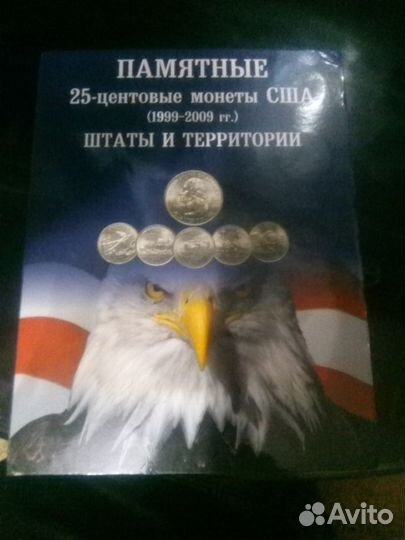 ПАМЯТНЫЕ
25-центовые монеты США
(1999-2009 гг.)
ШТАТЫ И ТЕРРИТОРИИ
Avito